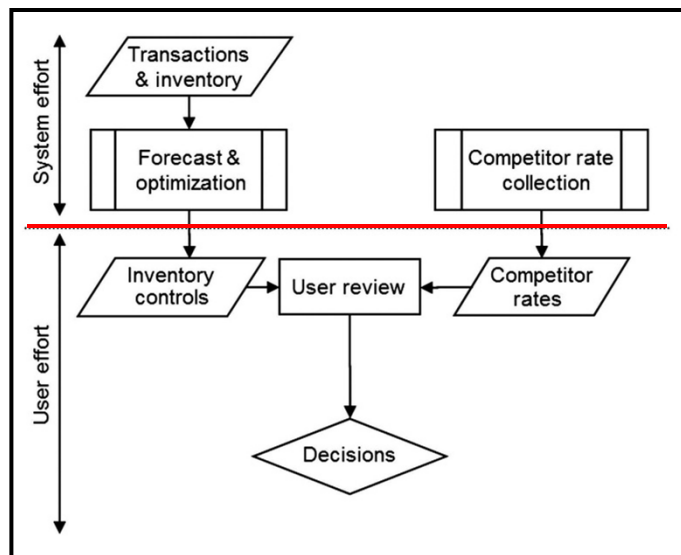 System effort
Transactions
& inventory
Forecast &
optimization
Competitor rate
collection
User effort
Inventory
controls
User review
Competitor
rates
Decisions